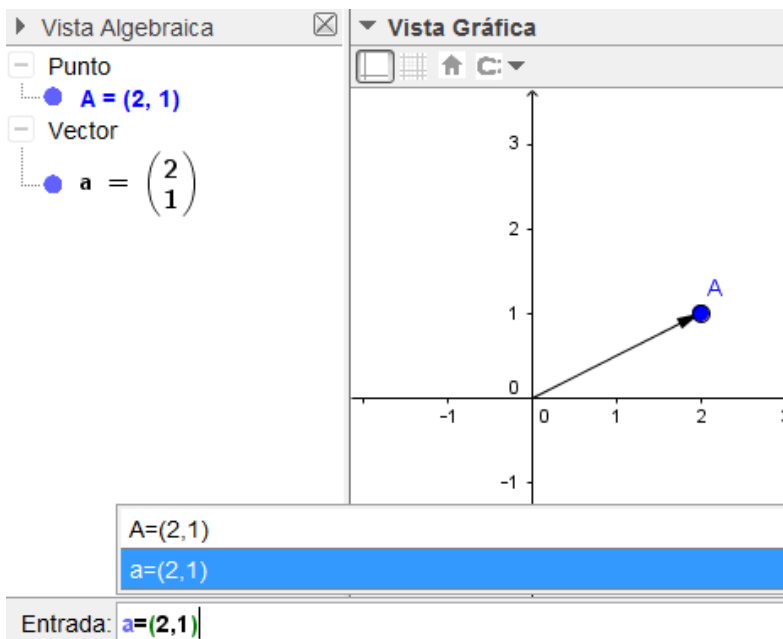 Vista Algebraica
Punto
A = (2, 1)
Vector
a = (2
1)
Vista Gráfica
3
2
A
1
0
-1 0 1 2 3
-1
A=(2,1)
a=(2,1)
Entrada: a=(2,1)